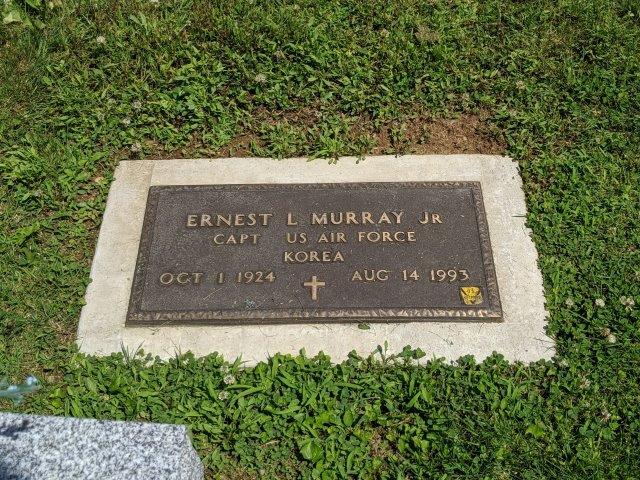 ERNEST L MURRAY JR
CAPT US AIR FORCE
KOREA
OCT 1 1924 AUG 14 1993